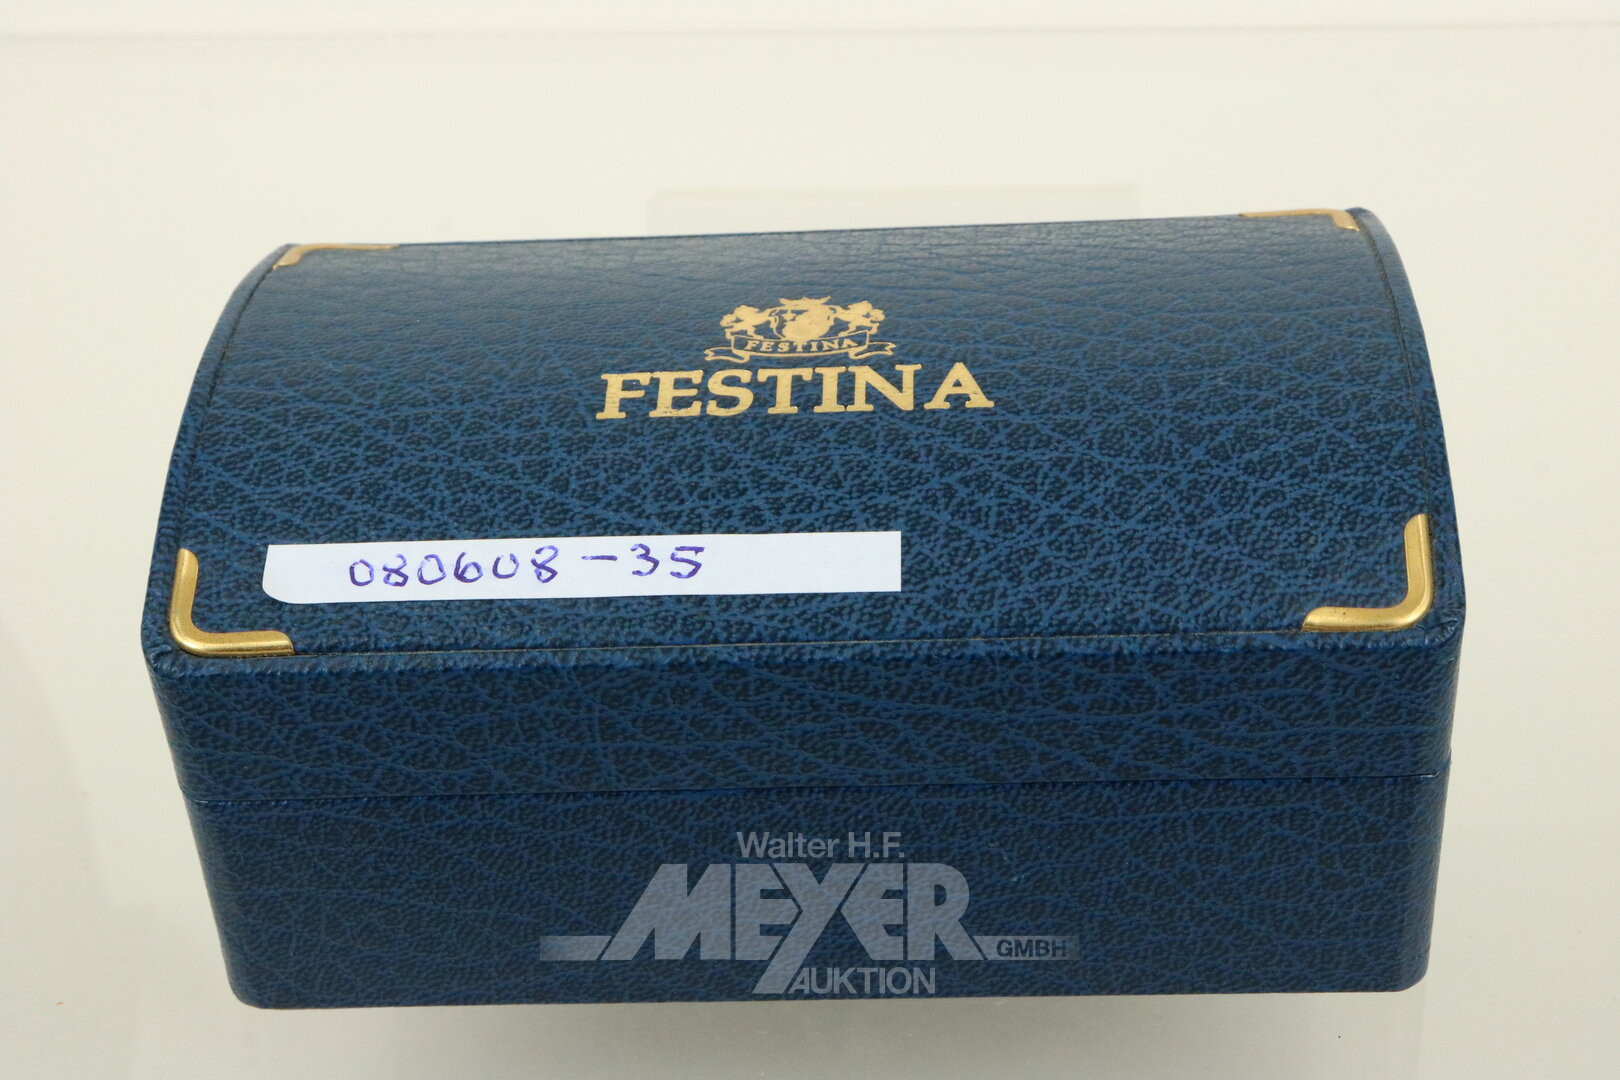 FESTINA
FESTINA
080608-35
Walter H.F.
MEYER
GMBH
AUKTION